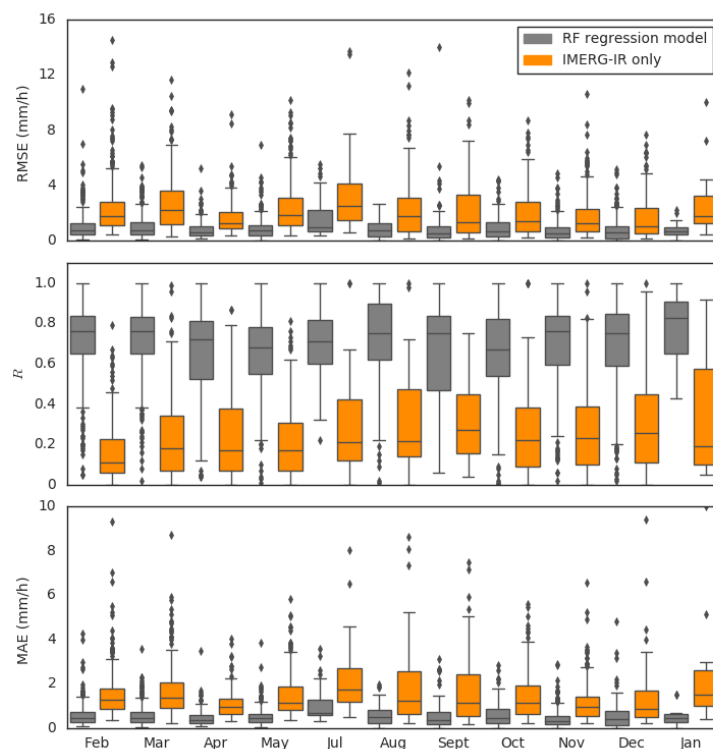 16
12
8
4
0
RMSE (mm/h)
RF regression model
IMERG-IR only
1.0
0.8
0.6
0.4
0.2
0.0
R
10
8
6
4
2
0
MAE (mm/h)
Feb Mar Apr May Jul Aug Sept Oct Nov Dec Jan